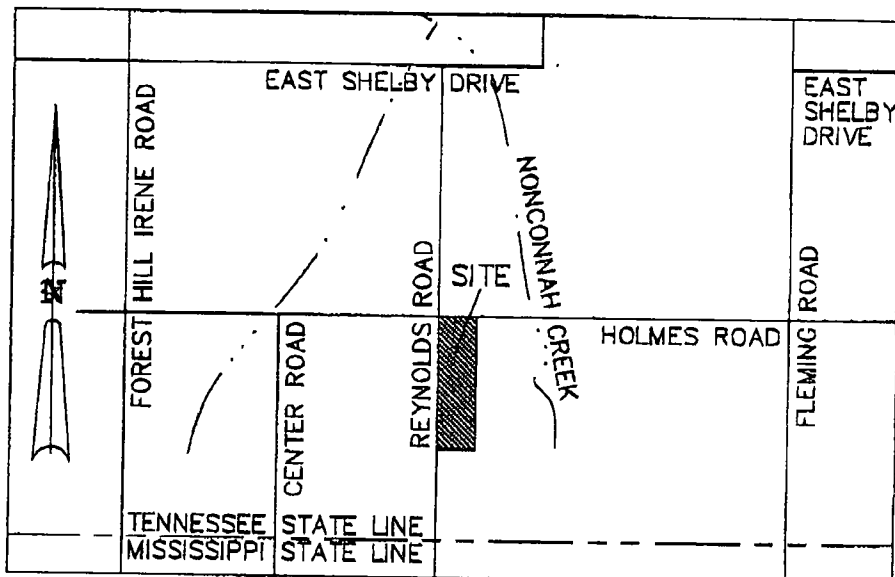 EAST SHELBY DRIVE
EAST
SHELBY
DRIVE
FOREST HILL IRENE ROAD
N
NONCONNAH CREEK
SITE
REYNOLDS ROAD
CENTER ROAD
HOLMES ROAD
FLEMING ROAD
TENNESSEE STATE LINE
MISSISSIPPI STATE LINE